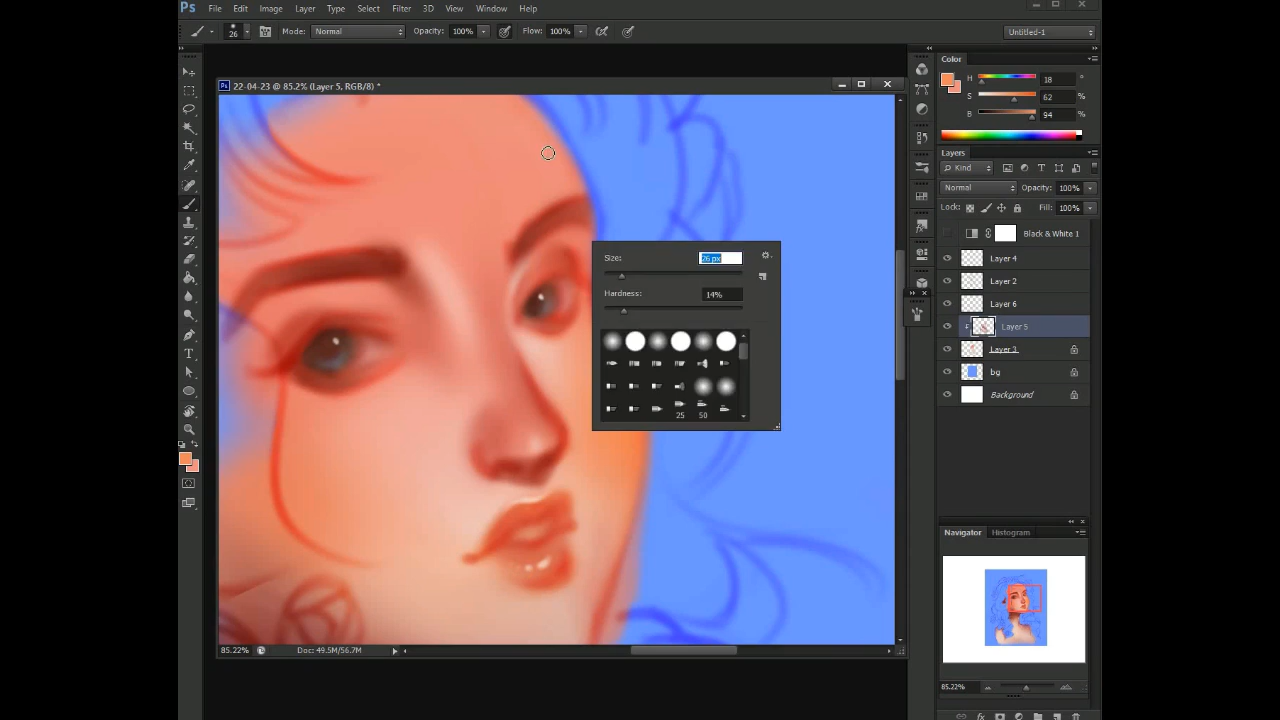 Ps File Edit Image Layer Type Select Filter 3D View Window Help
26 Mode: Normal Opacity: 100% Flow: 100% Untitled-1
Color
22-04-23 @ 85.2% (Layer 5, RGB/8) *
H 18 °
S 62 %
B 94 %
Layers
Kind
Normal Opacity: 100%
Lock: Fill: 100%
Black & White 1
Layer 4
Layer 2
Layer 6
Layer 5
Layer 3
bg
Background
Size: 26 px
Hardness: 14%
25 50
Navigator Histogram
85.22% Doc: 49.5M/56.7M
85.22%
fx